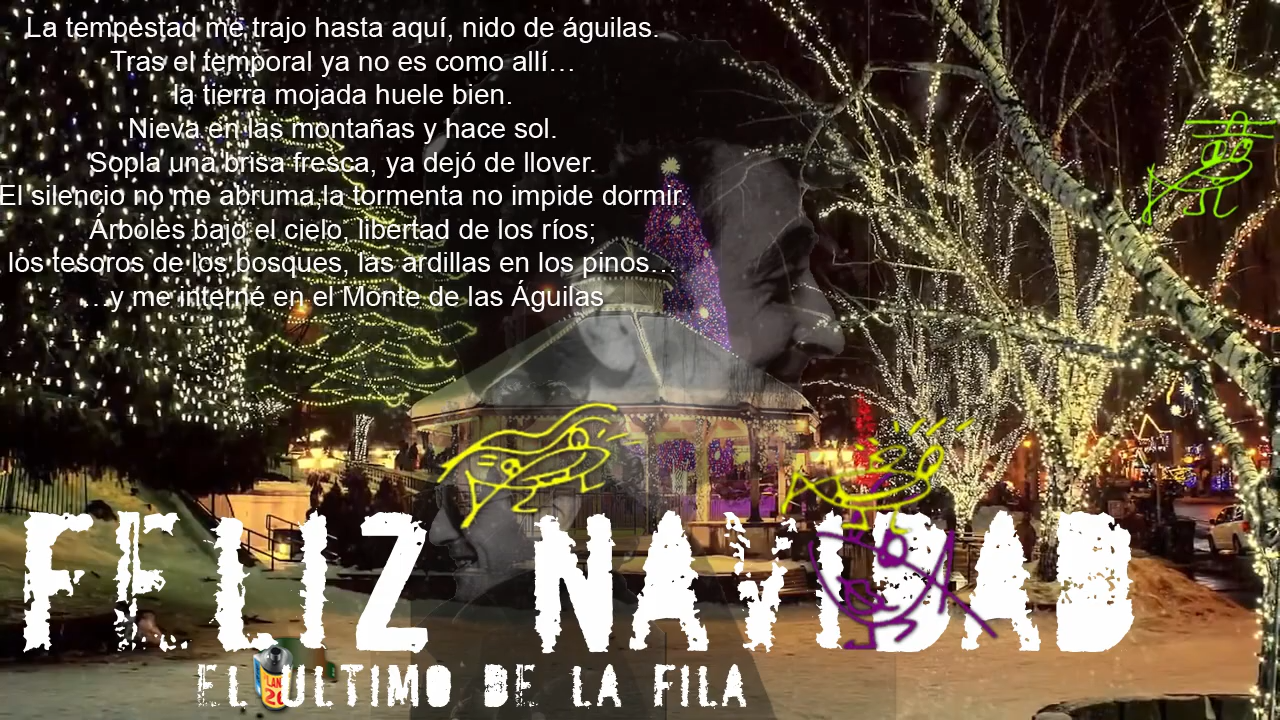 La tempestad me trajo hasta aquí, nido de águilas.
Tras el temporal ya no es como allí…
la tierra mojada huele bien.
Nieva en las montañas y hace sol.
Sopla una brisa fresca, ya dejó de llover.
El silencio no me abruma,la tormenta no impide dormir.
Árboles bajo el cielo, libertad de los ríos;
los tesoros de los bosques, las ardillas en los pinos…
…y me interné en el Monte de las Águilas
FELIZ NAVIDAD
EL ULTIMO DE LA FILA